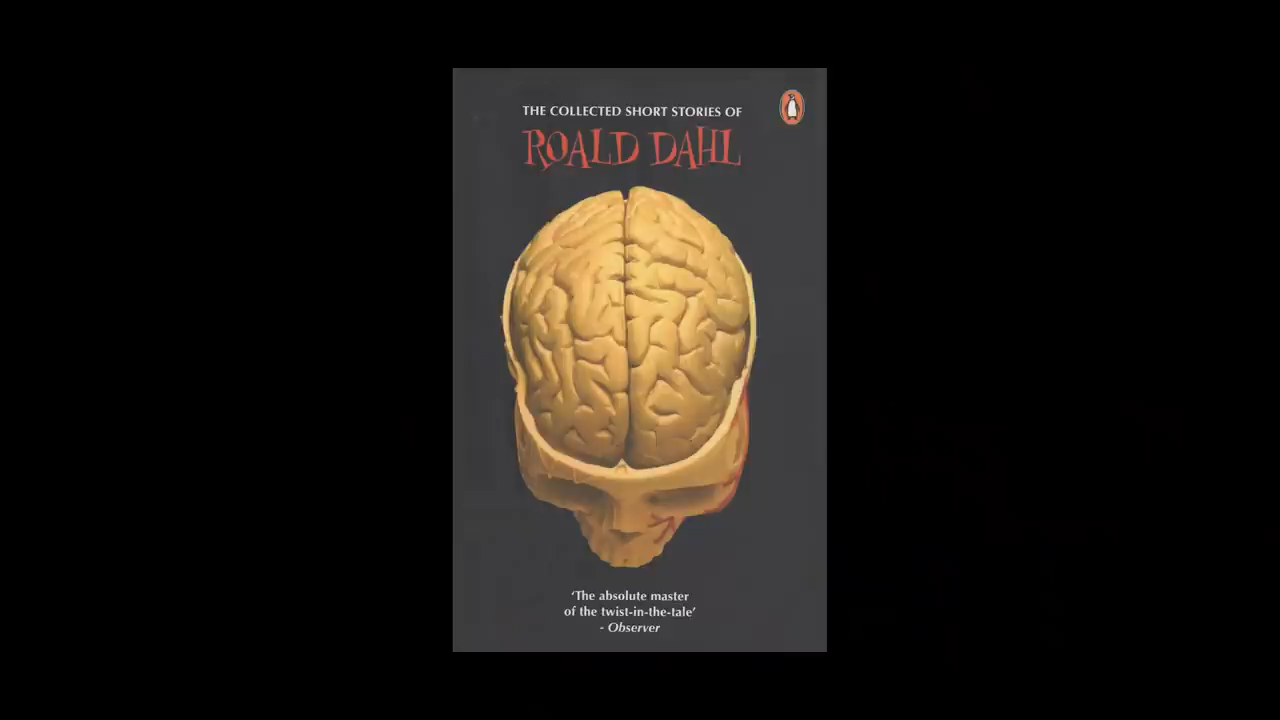 THE COLLECTED SHORT STORIES OF
ROALD DAHL
‘The absolute master
of the twist-in-the-tale’
- Observer